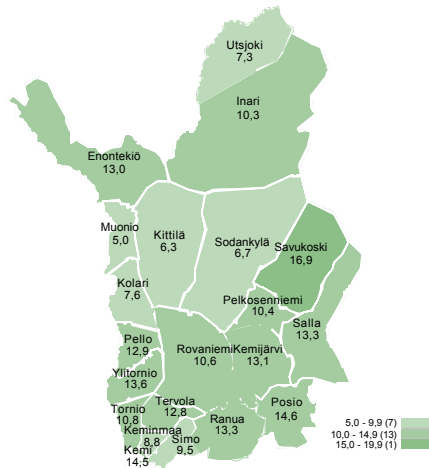 Utsjoki
7,3
Inari
10,3
Enontekiö
13,0
Muonio
5,0
Kittilä
6,3
Sodankylä
6,7
Savukoski
16,9
Kolari
7,6
Pelkosenniemi
10,4
Salla
13,3
Pello
12,9
Rovaniemi
10,6
Kemijärvi
13,1
Ylitornio
13,6
Tornio
10,8
Tervola
12,8
Posio
14,6
Ranua
13,3
Keminmaa
8,8
Simo
9,5
Kemi
14,5
5,0 - 9,9 (7)
10,0 - 14,9 (13)
15,0 - 19,9 (1)